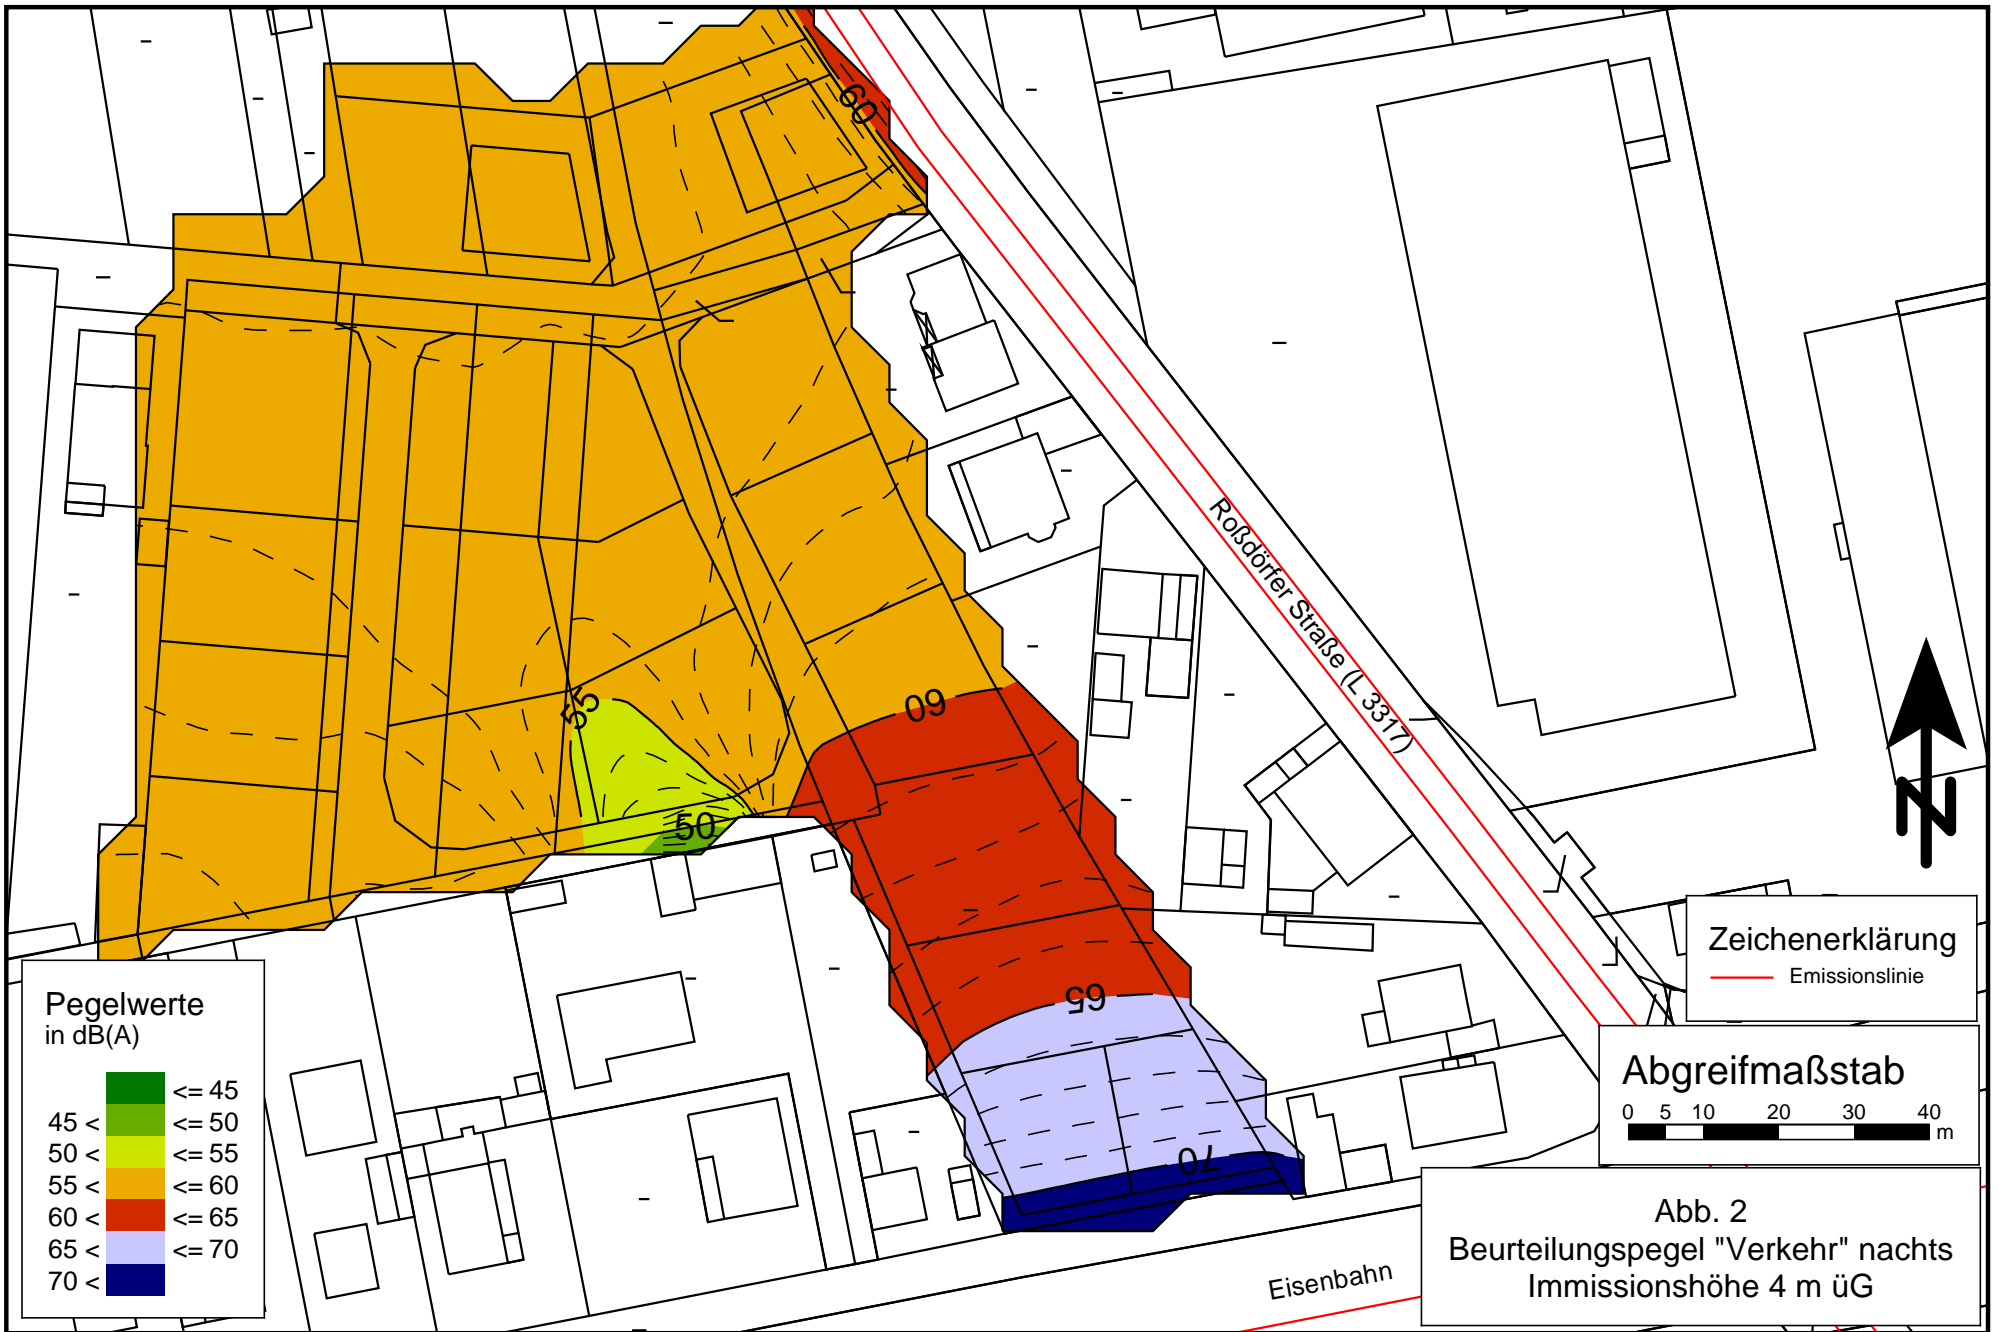 60
55
60
50
65
70
Roßdörfer Straße (L 3317)
Eisenbahn
N
Pegelwerte
in dB(A)
<= 45
45 < <= 50
50 < <= 55
55 < <= 60
60 < <= 65
65 < <= 70
70 <
Zeichenerklärung
Emissionslinie
Abgreifmaßstab
0 5 10 20 30 40
m
Abb. 2
Beurteilungspegel "Verkehr" nachts
Immissionshöhe 4 m üG